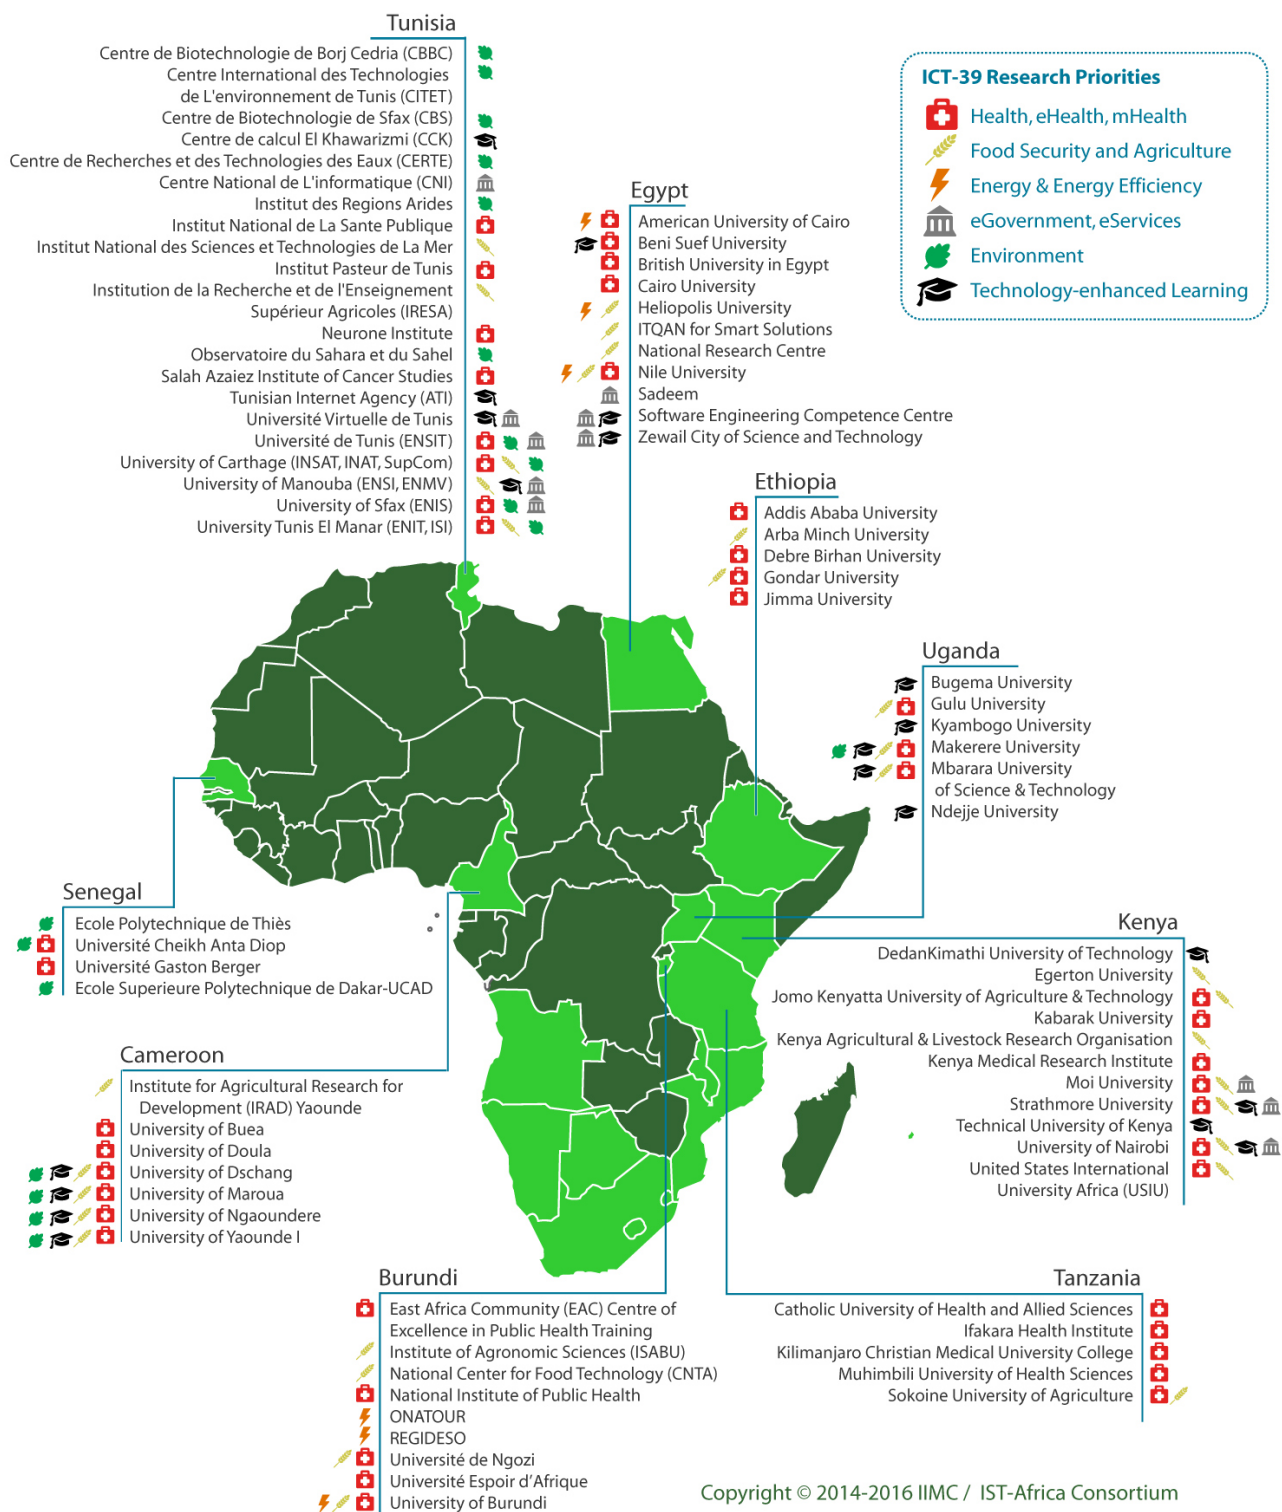 Tunisia
Centre de Biotechnologie de Borj Cedria (CBBC)
Centre International des Technologies
de L'environnement de Tunis (CITET)
Centre de Biotechnologie de Sfax (CBS)
Centre de calcul El Khawarizmi (CCK)
Centre de Recherches et des Technologies des Eaux (CERTE)
Centre National de L'informatique (CNI)
Institut des Regions Arides
Institut National de La Sante Publique
Institut National des Sciences et Technologies de La Mer
Institut Pasteur de Tunis
Institution de la Recherche et de l'Enseignement
Supérieur Agricoles (IRESA)
Neurone Institute
Observatoire du Sahara et du Sahel
Salah Azaiez Institute of Cancer Studies
Tunisian Internet Agency (ATI)
Université Virtuelle de Tunis
Université de Tunis (ENSIT)
University of Carthage (INSAT, INAT, SupCom)
University of Manouba (ENSI, ENMV)
University of Sfax (ENIS)
University Tunis El Manar (ENIT, ISI)
ICT-39 Research Priorities
Health, eHealth, mHealth
Food Security and Agriculture
Energy & Energy Efficiency
eGovernment, eServices
Environment
Technology-enhanced Learning
Egypt
American University of Cairo
Beni Suef University
British University in Egypt
Cairo University
Heliopolis University
ITQAN for Smart Solutions
National Research Centre
Nile University
Sadeem
Software Engineering Competence Centre
Zewail City of Science and Technology
Ethiopia
Addis Ababa University
Arba Minch University
Debre Birhan University
Gondar University
Jimma University
Uganda
Bugema University
Gulu University
Kyambogo University
Makerere University
Mbarara University
of Science & Technology
Ndejje University
Senegal
Ecole Polytechnique de Thiès
Université Cheikh Anta Diop
Université Gaston Berger
Ecole Superieure Polytechnique de Dakar-UCAD
Kenya
DedanKimathi University of Technology
Egerton University
Jomo Kenyatta University of Agriculture & Technology
Kabarak University
Kenya Agricultural & Livestock Research Organisation
Kenya Medical Research Institute
Moi University
Strathmore University
Technical University of Kenya
University of Nairobi
United States International
University Africa (USIU)
Cameroon
Institute for Agricultural Research for
Development (IRAD) Yaounde
University of Buea
University of Doula
University of Dschang
University of Maroua
University of Ngaoundere
University of Yaounde I
Burundi
East Africa Community (EAC) Centre of
Excellence in Public Health Training
Institute of Agronomic Sciences (ISABU)
National Center for Food Technology (CNTA)
National Institute of Public Health
ONATOUR
REGIDESO
Université de Ngozi
Université Espoir d'Afrique
University of Burundi
Tanzania
Catholic University of Health and Allied Sciences
Ifakara Health Institute
Kilimanjaro Christian Medical University College
Muhimbili University of Health Sciences
Sokoine University of Agriculture
Copyright © 2014-2016 IIMC / IST-Africa Consortium